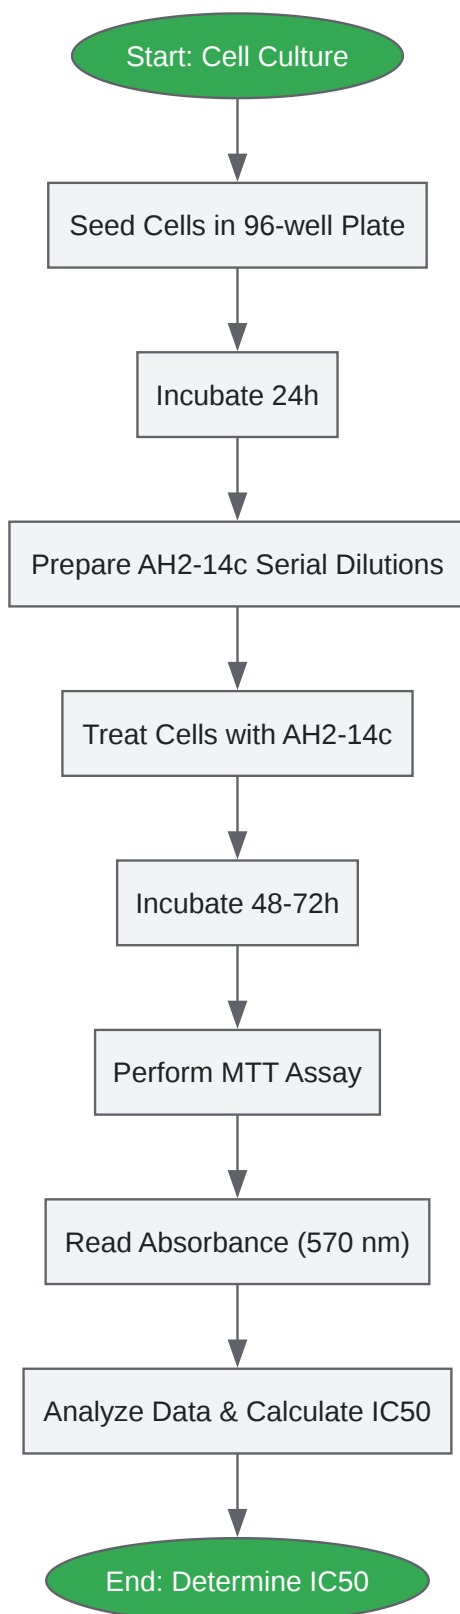 Start: Cell Culture
Seed Cells in 96-well Plate
Incubate 24h
Prepare AH2-14c Serial Dilutions
Treat Cells with AH2-14c
Incubate 48-72h
Perform MTT Assay
Read Absorbance (570 nm)
Analyze Data & Calculate IC50
End: Determine IC50